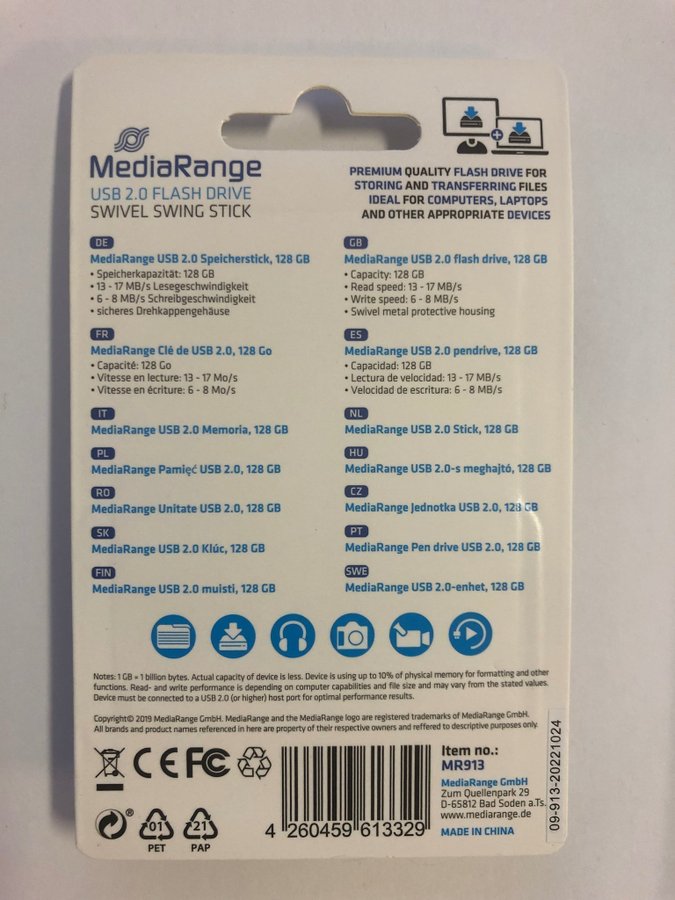 MediaRange
USB 2.0 FLASH DRIVE
SWIVEL SWING STICK
PREMIUM QUALITY FLASH DRIVE FOR
STORING AND TRANSFERRING FILES
IDEAL FOR COMPUTERS, LAPTOPS
AND OTHER APPROPRIATE DEVICES
DE
MediaRange USB 2.0 Speicherstick, 128 GB
• Speicherkapazität: 128 GB
• 13 - 17 MB/s Lesegeschwindigkeit
• 6 - 8 MB/s Schreibgeschwindigkeit
• sicheres Drehkappengehäuse
GB
MediaRange USB 2.0 flash drive, 128 GB
• Capacity: 128 GB
• Read speed: 13 - 17 MB/s
• Write speed: 6 - 8 MB/s
• Swivel metal protective housing
FR
MediaRange Clé de USB 2.0, 128 Go
• Capacité: 128 Go
• Vitesse en lecture: 13 - 17 Mo/s
• Vitesse en écriture: 6 - 8 Mo/s
ES
MediaRange USB 2.0 pendrive, 128 GB
• Capacidad: 128 GB
• Lectura de velocidad: 13 - 17 MB/s
• Velocidad de escritura: 6 - 8 MB/s
IT
MediaRange USB 2.0 Memoria, 128 GB
NL
MediaRange USB 2.0 Stick, 128 GB
PL
MediaRange Pamięć USB 2.0, 128 GB
HU
MediaRange USB 2.0-s meghajtó, 128 GB
RO
MediaRange Unitate USB 2.0, 128 GB
CZ
MediaRange Jednotka USB 2.0, 128 GB
SK
MediaRange USB 2.0 Klúc, 128 GB
PT
MediaRange Pen drive USB 2.0, 128 GB
FIN
MediaRange USB 2.0 muisti, 128 GB
SWE
MediaRange USB 2.0-enhet, 128 GB
Notes: 1 GB = 1 billion bytes. Actual capacity of device is less. Device is using up to 10% of physical memory for formatting and other
functions. Read- and write performance is depending on computer capabilities and file size and may vary from the stated values.
Device must be connected to a USB 2.0 (or higher) host port for optimal performance results.
Copyright© 2019 MediaRange GmbH. MediaRange and the MediaRange logo are registered trademarks of MediaRange GmbH.
All brands and product names referenced in here are property of their respective owners and reffered to descriptive purposes only.
CE FC
® 01 21
PET PAP
4 260459 613329
Item no.:
MR913
MediaRange GmbH
Zum Quellenpark 29
D-65812 Bad Soden a.Ts.
www.mediarange.de
MADE IN CHINA
09-913-20221024